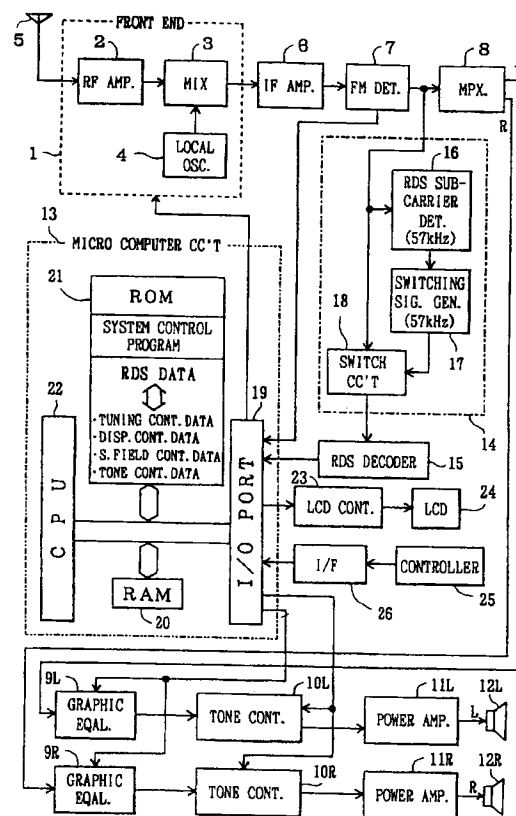 FRONT END
5
2
3
6
7
8
RF AMP.
MIX
IF AMP.
FM DET.
MPX.
R
1
4
LOCAL
OSC.
16
RDS SUB-
CARRIER
DET.
(57kHz)
13
MICRO COMPUTER CC'T
21
ROM
SYSTEM CONTROL
PROGRAM
RDS DATA
·TUNING CONT.DATA
·DISP.CONT.DATA
·S.FIELD CONT.DATA
·TONE CONT.DATA
SWITCHING
SIG. GEN.
(57kHz)
17
18
SWITCH
CC'T
14
22
CPU
19
I/O PORT
RDS DECODER
15
23
LCD CONT.
LCD
24
I/F
CONTROLLER
26
25
RAM
20
9L
GRAPHIC
EQAL.
10L
TONE CONT.
11L
POWER AMP.
L
12L
9R
GRAPHIC
EQAL.
TONE CONT.
10R
11R
POWER AMP.
R
12R